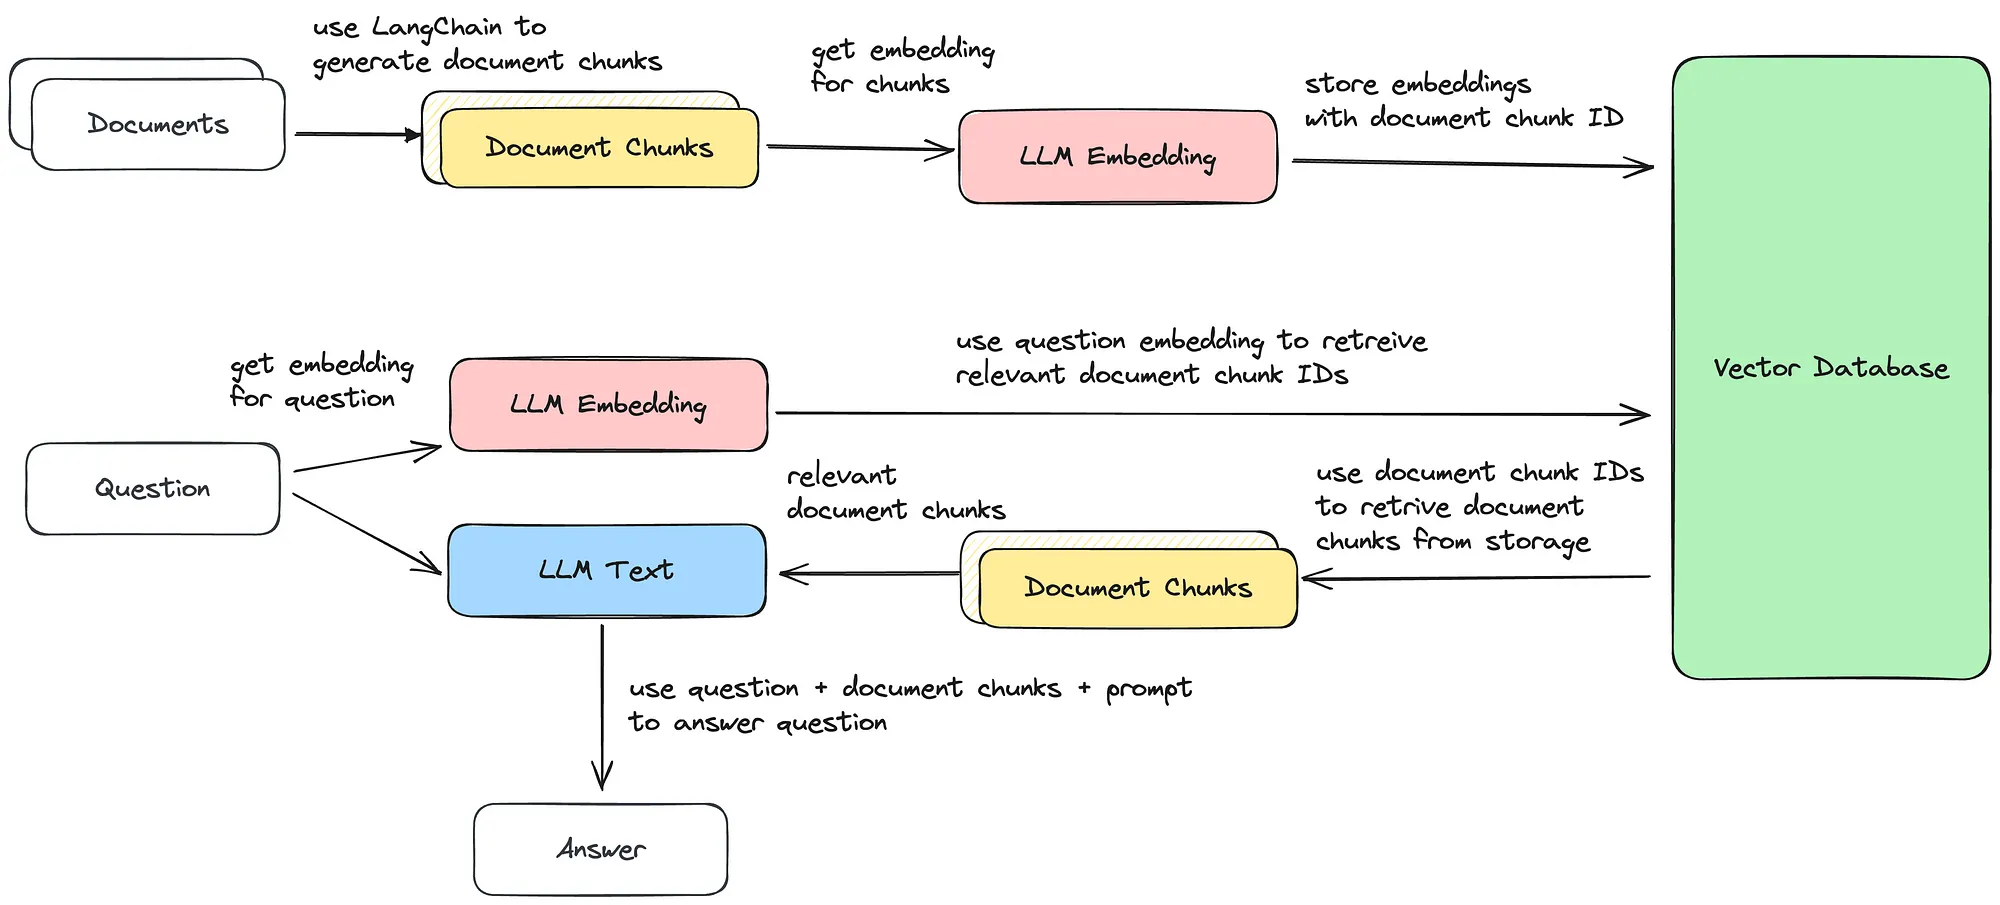 use LangChain to
generate document chunks
get embedding
for chunks
store embeddings
with document chunk ID
Documents
Document Chunks
LLM Embedding
Vector Database
get embedding
for question
LLM Embedding
use question embedding to retreive
relevant document chunk IDs
Question
relevant
document chunks
use document chunk IDs
to retrive document
chunks from storage
LLM Text
Document Chunks
use question + document chunks + prompt
to answer question
Answer